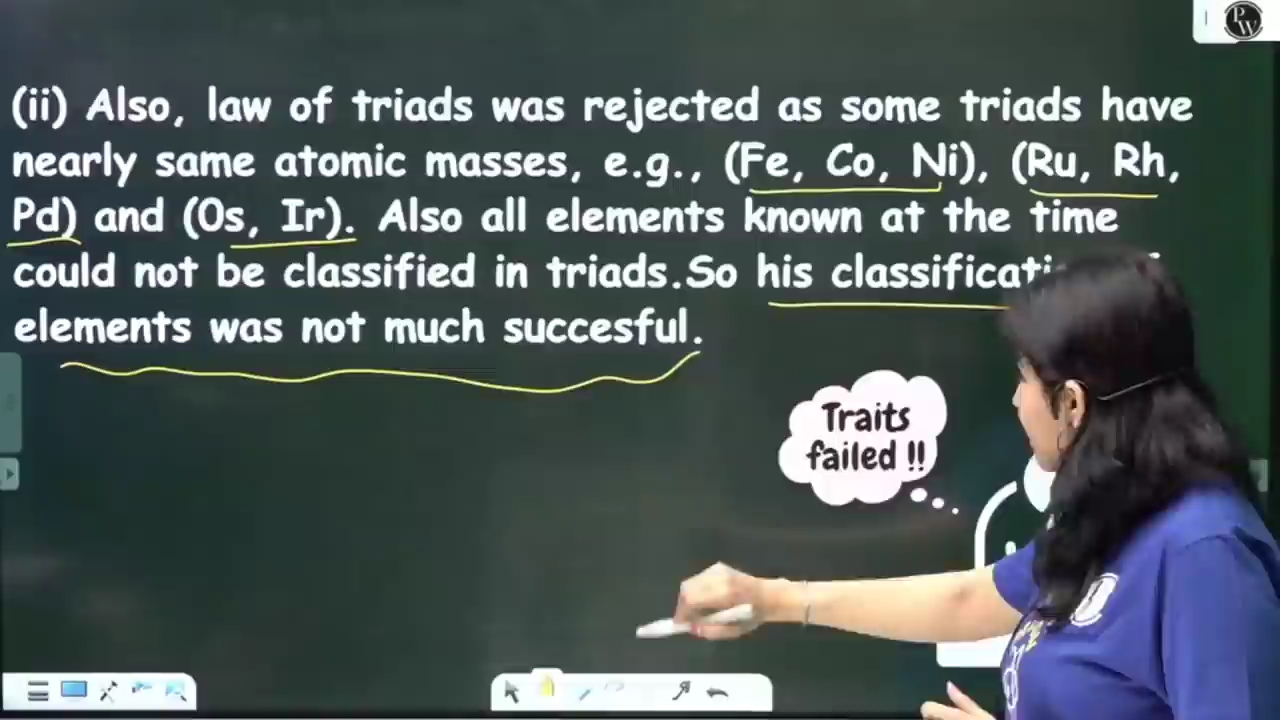 PW
(ii) Also, law of triads was rejected as some triads have
nearly same atomic masses, e.g., (Fe, Co, Ni), (Ru, Rh,
Pd) and (Os, Ir). Also all elements known at the time
could not be classified in triads.So his
elements was not much succesful.
Traits
failed !!